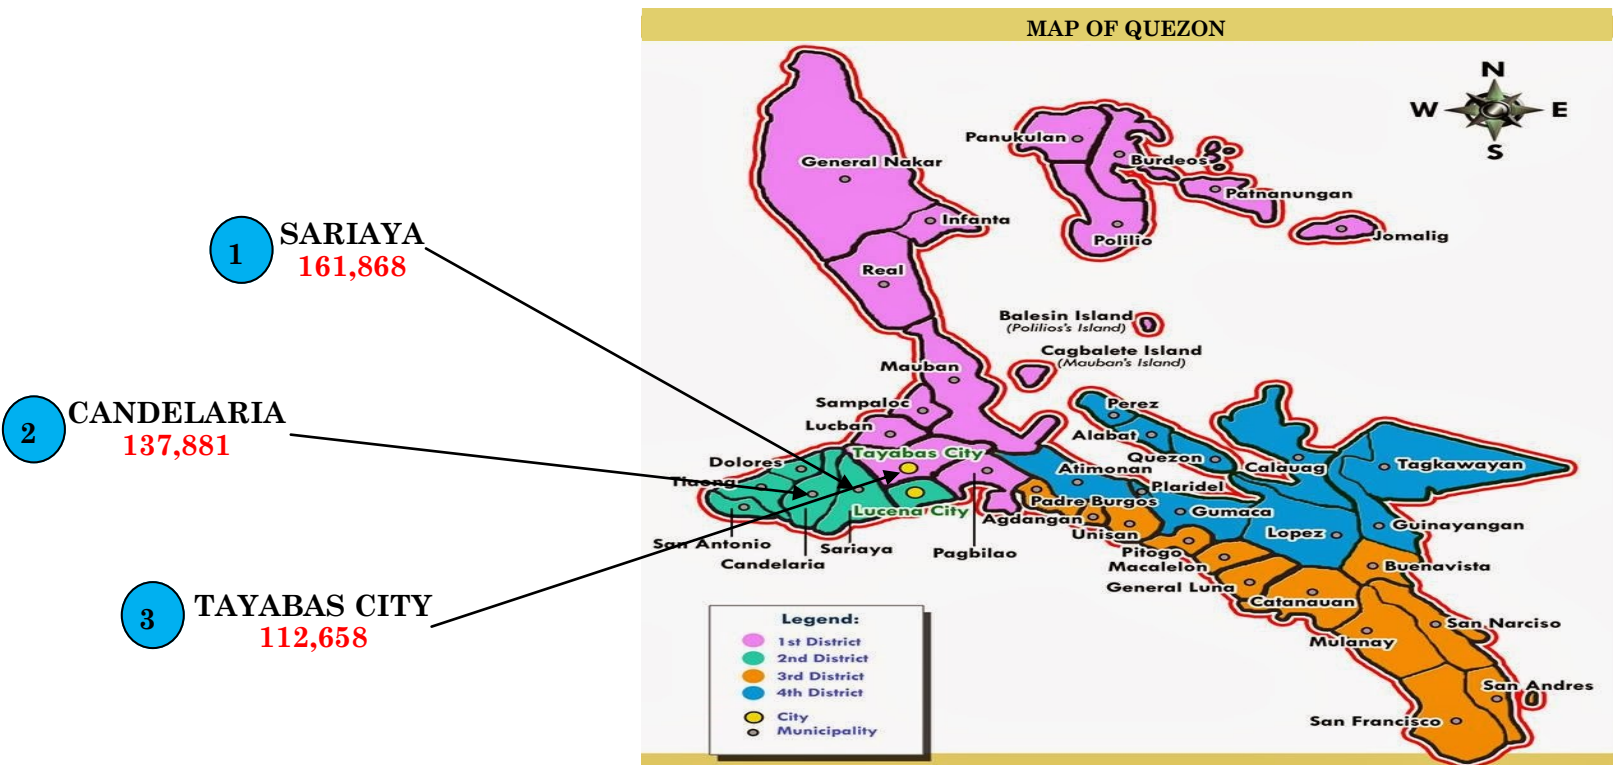 MAP OF QUEZON
N
W E
S
1
SARIAYA
161,868
2
CANDELARIA
137,881
3
TAYABAS CITY
112,658
General Nakar
Infanta
Real
Panukulan
Burdeos
Patnanungan
Polilio
Jomalig
Balesin Island
(Polilios's Island)
Cagbalete Island
(Mauban's Island)
Mauban
Sampaloc
Lucban
Tayabas City
Dolores
Tiaong
Lucena City
San Antonio
Candelaria
Sariaya
Pagbilao
Perez
Alabat
Quezon
Calauag
Tagkawayan
Atimonan
Plaridel
Padre Burgos
Agdangan
Gumaca
Unisan
Lopez
Guinayangan
Pitogo
Macalelon
Buenavista
General Luna
Catanauan
San Narciso
Mulanay
San Andres
San Francisco
Legend:
1st District
2nd District
3rd District
4th District
City
Municipality